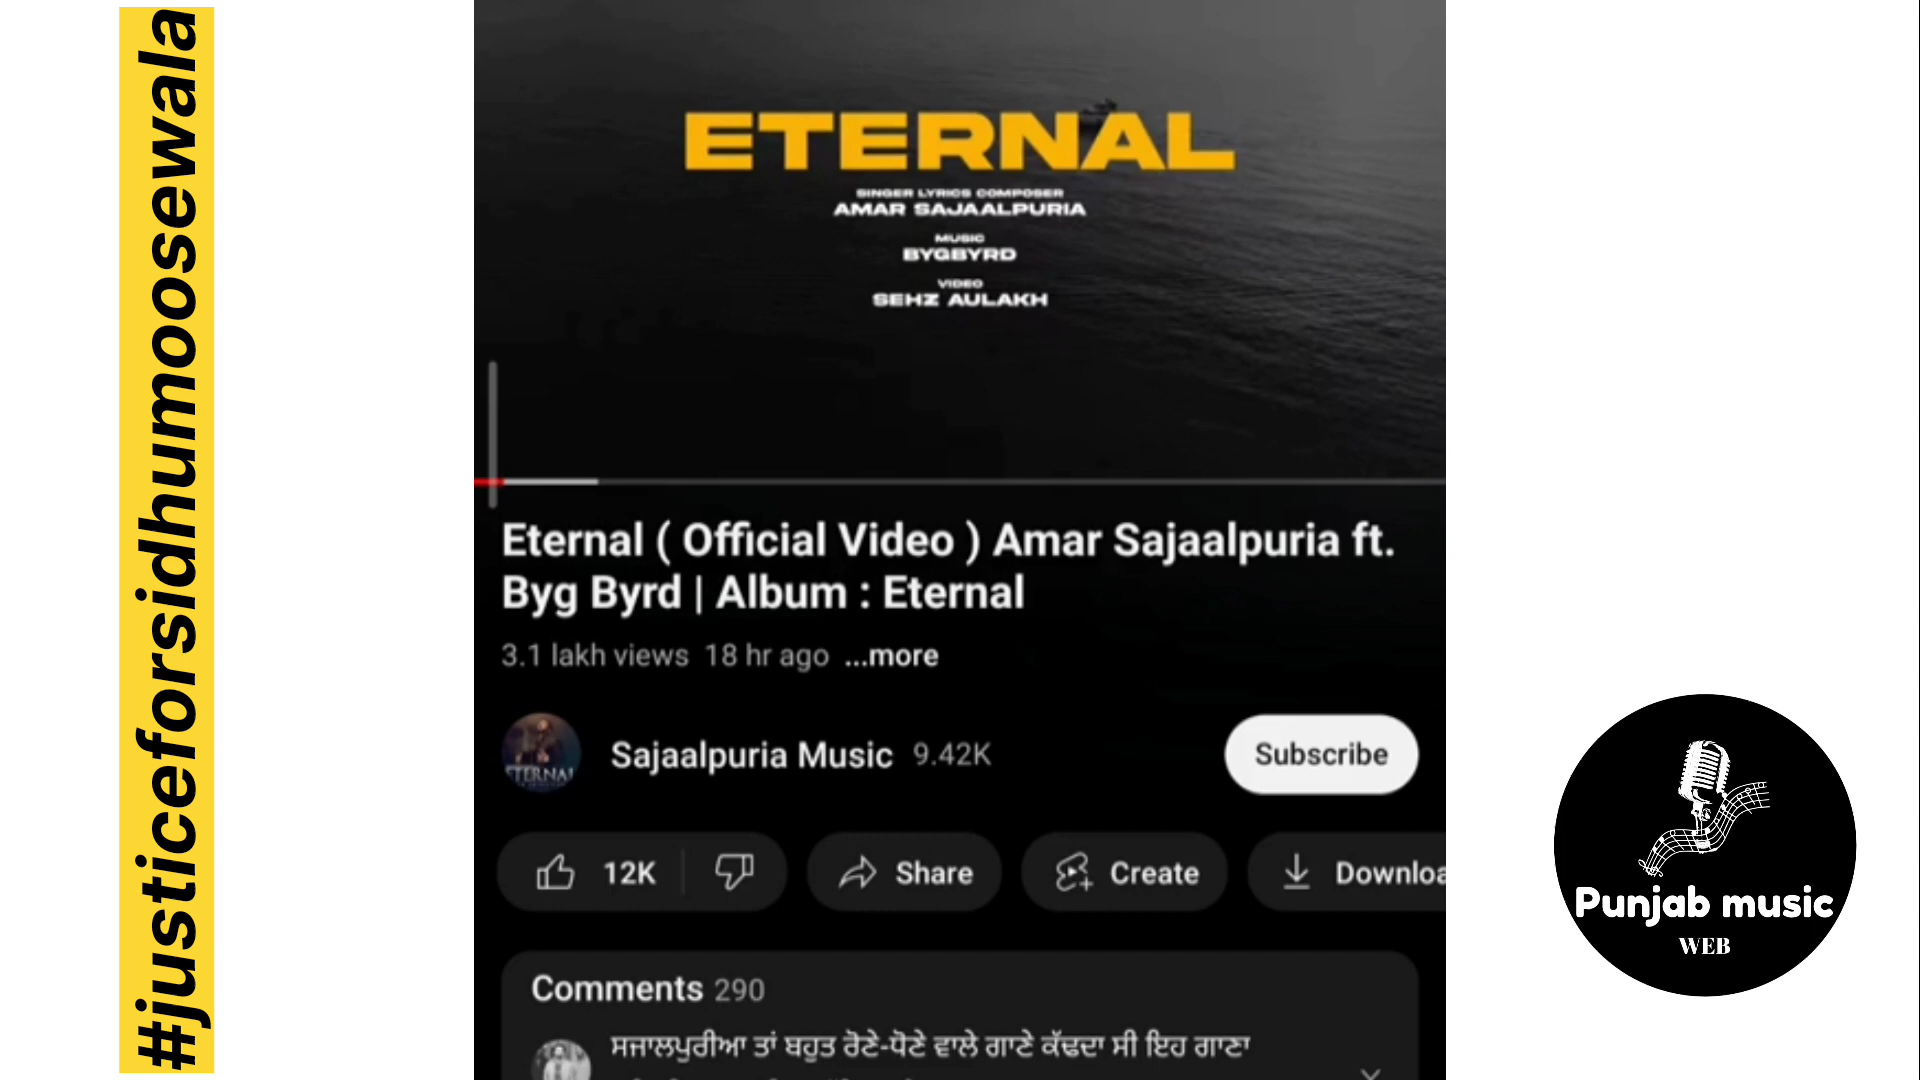 #justiceforsidhumoosewala
ETERNAL
SINGER LYRICS COMPOSER
AMAR SAJAALPURIA
MUSIC
BYGBYRD
VIDEO
SEHZ AULAKH
Eternal ( Official Video ) Amar Sajaalpuria ft.
Byg Byrd | Album : Eternal
3.1 lakh views 18 hr ago ...more
ETERNAL
Sajaalpuria Music 9.42K
Subscribe
12K
Share
Create
Downloa
Comments 290
ਸਜਾਲਪੁਰੀਆ ਤਾਂ ਬਹੁਤ ਰੋਣੇ-ਧੋਣੇ ਵਾਲੇ ਗਾਣੇ ਕੱਢਦਾ ਸੀ ਇਹ ਗਾਣਾ
Punjab music
WEB